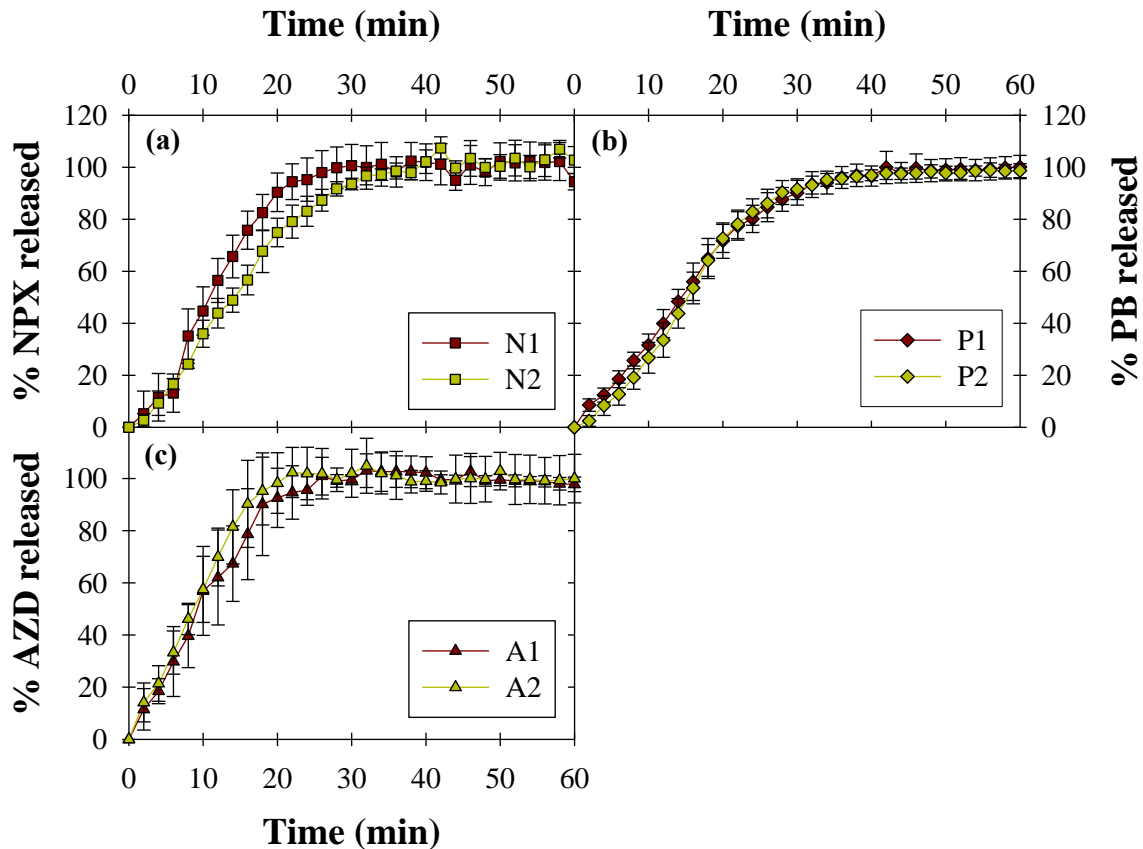 Time (min)
Time (min)
0 10 20 30 40 50 0 10 20 30 40 50 60
120 (a) (b) 120
100 100
80 80
60 60
40 40
20 20
0 0
% NPX released
N1
N2
P1
P2
% PB released
(c)
100
80
60
40
20
0
% AZD released
A1
A2
0 10 20 30 40 50 60
Time (min)